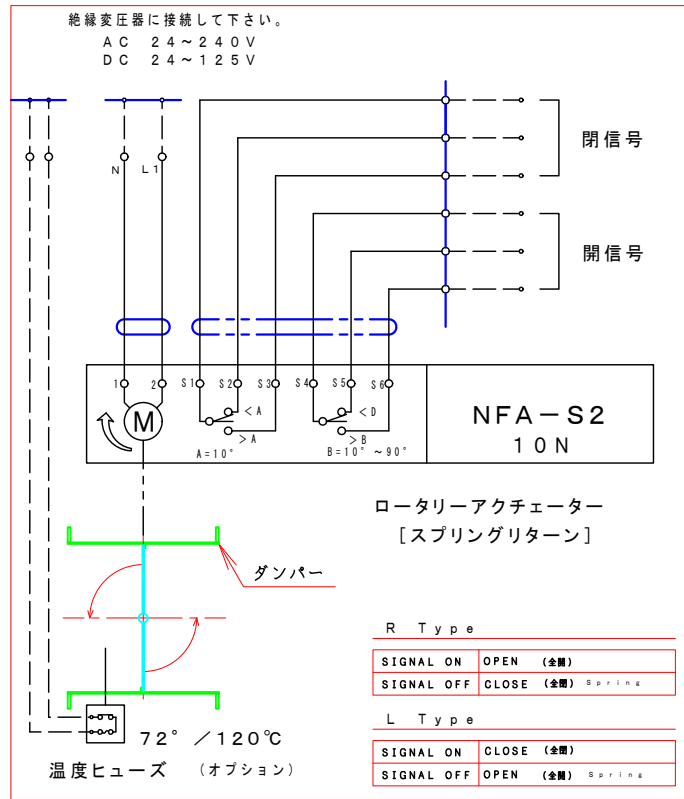 絶縁変圧器に接続して下さい。
AC 24~240V
DC 24~125V
閉信号
N L1
開信号
1 2 S1 S2 S3 S4 S5 S6
M
<A
>A
A=10°
<D
>B
B=10° ~90°
NFA-S2
10N
ロータリーアクチェーター
[スプリングリターン]
ダンパー
R Type
SIGNAL ON OPEN (全開)
SIGNAL OFF CLOSE (全閉) Spring
L Type
SIGNAL ON CLOSE (全閉)
SIGNAL OFF OPEN (全開) Spring
72° /120℃
温度ヒューズ (オプション)